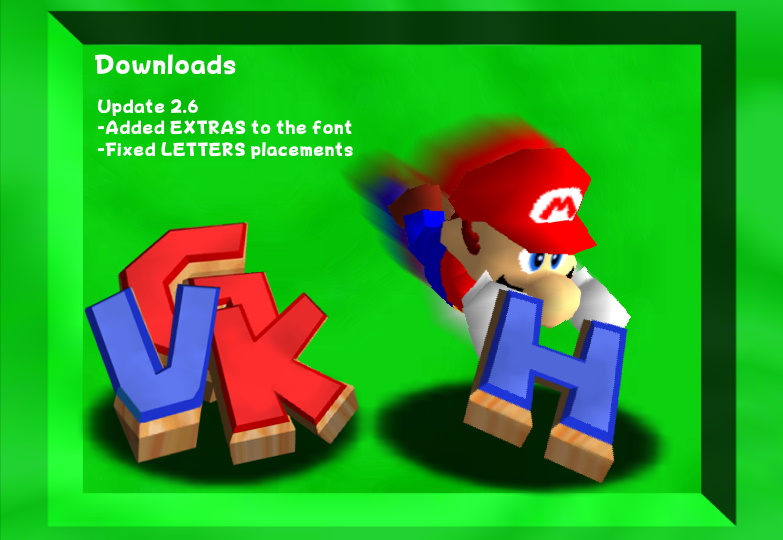 Downloads
Update 2.6
-Added EXTRAS to the font
-Fixed LETTERS placements
M
V
K
H